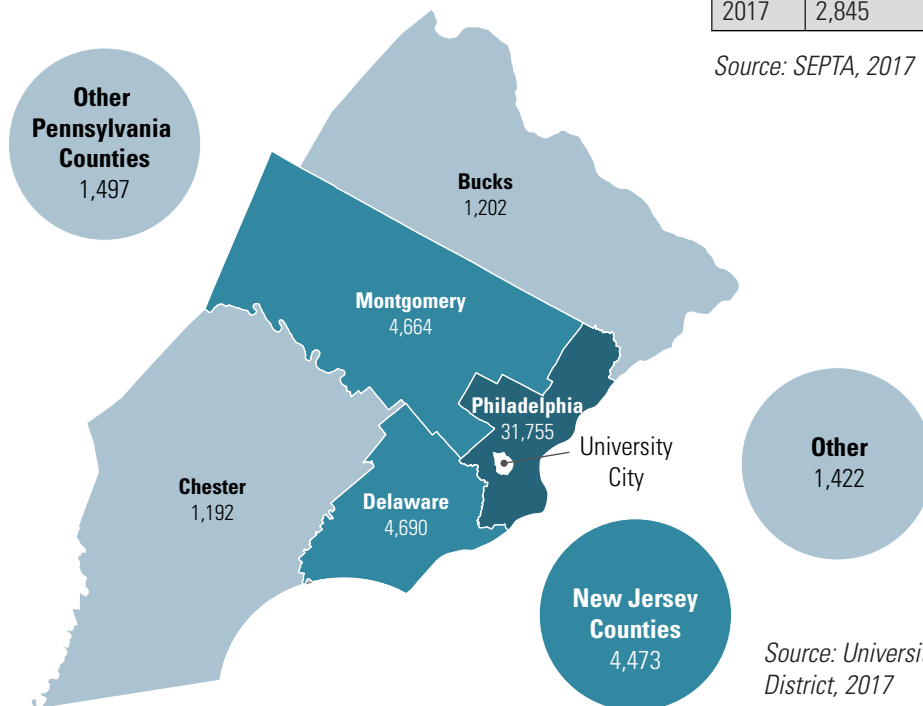 2017 2,845
Source: SEPTA, 2017
Other
Pennsylvania
Counties
1,497
Bucks
1,202
Montgomery
4,664
Philadelphia
31,755
University
City
Other
1,422
Chester
1,192
Delaware
4,690
New Jersey
Counties
4,473
Source: Universit
District, 2017